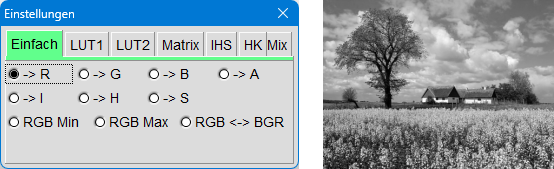 Einstellungen
Einfach LUT1 LUT2 Matrix IHS HK Mix
-> R -> G -> B -> A
-> I -> H -> S
RGB Min RGB Max RGB <-> BGR